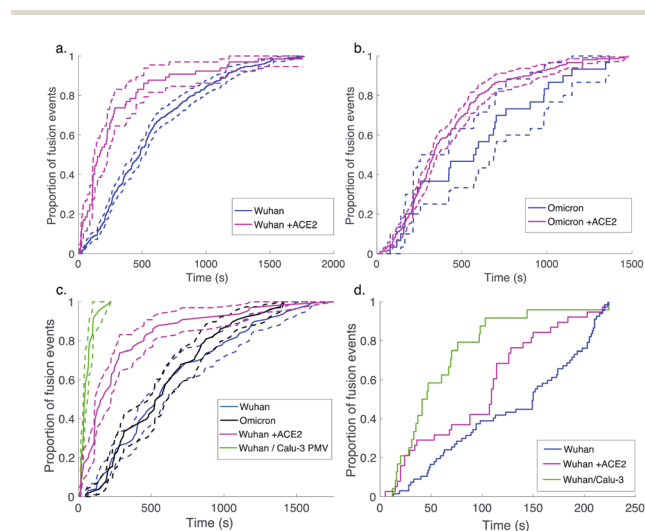 a.
Proportion of fusion events
1
0.8
0.6
0.4
0.2
0
0
500
1000
1500
2000
Time (s)
Wuhan
Wuhan +ACE2
b.
Proportion of fusion events
1
0.8
0.6
0.4
0.2
0
0
500
1000
1500
Time (s)
Omicron
Omicron +ACE2
c.
Proportion of fusion events
1
0.8
0.6
0.4
0.2
0
0
500
1000
1500
Time (s)
Wuhan
Omicron
Wuhan +ACE2
Wuhan / Calu-3 PMV
d.
Proportion of fusion events
1
0.8
0.6
0.4
0.2
0
0
50
100
150
200
250
Time (s)
Wuhan
Wuhan +ACE2
Wuhan/Calu-3